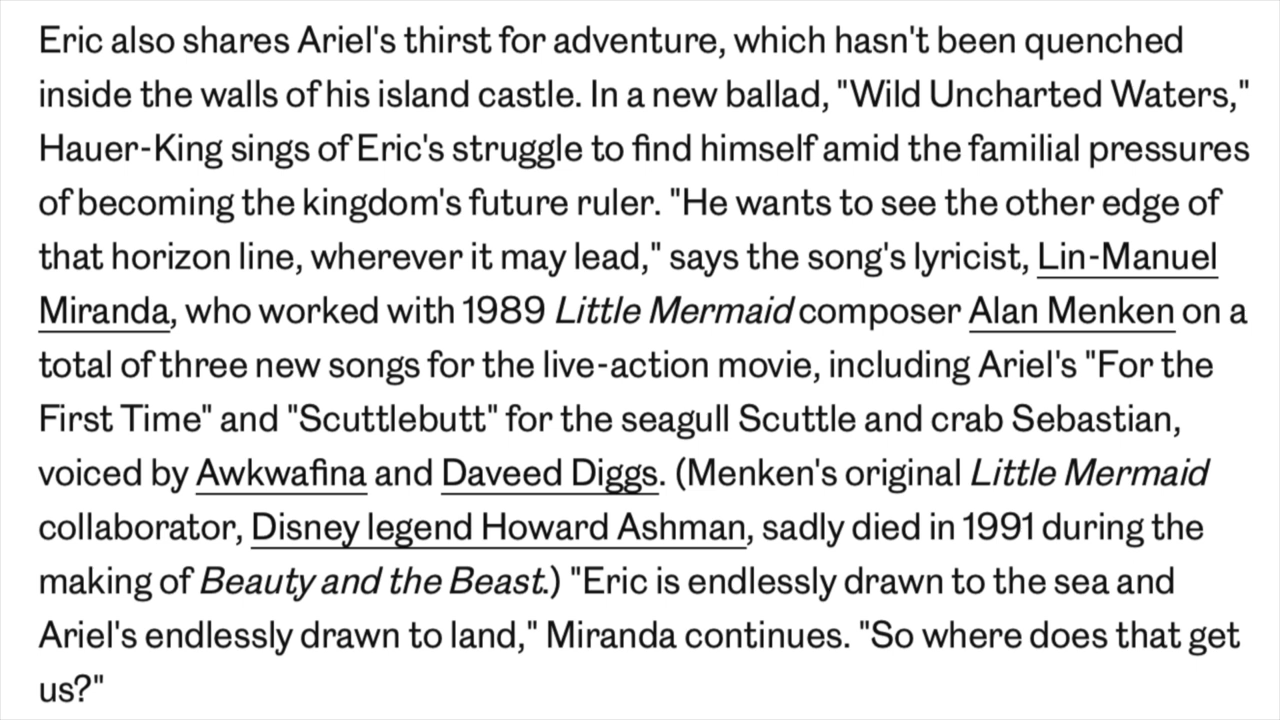 Eric also shares Ariel's thirst for adventure, which hasn't been quenched
inside the walls of his island castle. In a new ballad, "Wild Uncharted Waters,"
Hauer-King sings of Eric's struggle to find himself amid the familial pressures
of becoming the kingdom's future ruler. "He wants to see the other edge of
that horizon line, wherever it may lead," says the song's lyricist, Lin-Manuel
Miranda, who worked with 1989 Little Mermaid composer Alan Menken on a
total of three new songs for the live-action movie, including Ariel's "For the
First Time" and "Scuttlebutt" for the seagull Scuttle and crab Sebastian,
voiced by Awkwafina and Daveed Diggs. (Menken's original Little Mermaid
collaborator, Disney legend Howard Ashman, sadly died in 1991 during the
making of Beauty and the Beast.) "Eric is endlessly drawn to the sea and
Ariel's endlessly drawn to land," Miranda continues. "So where does that get
us?"